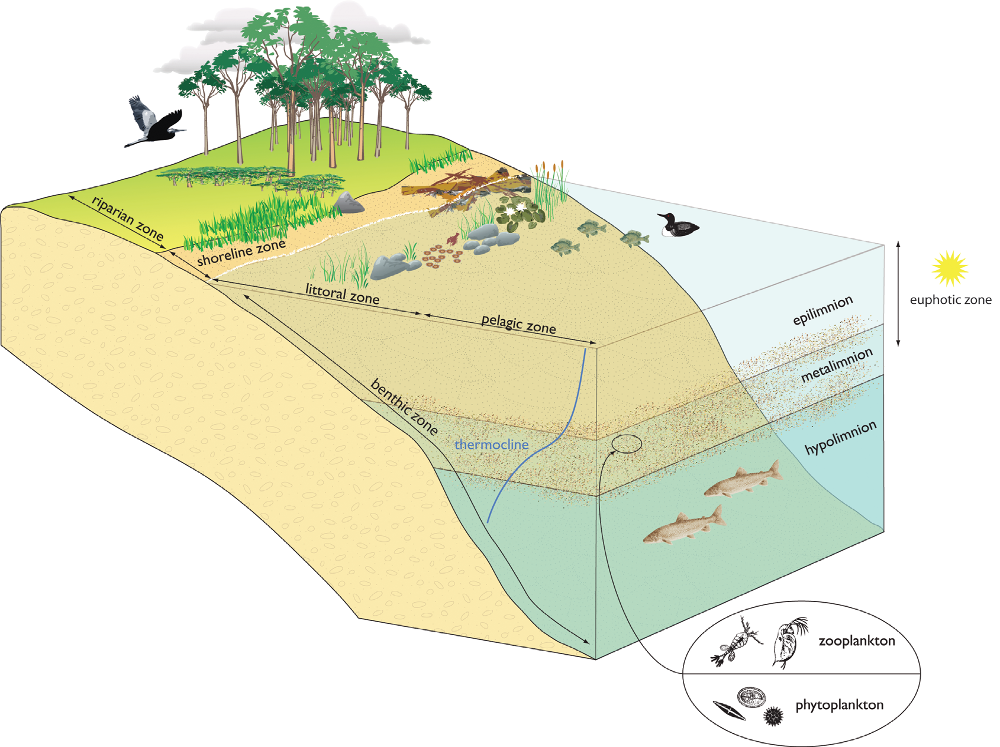 riparian zone
shoreline zone
littoral zone
pelagic zone
benthic zone
thermocline
epilimnion
metalimnion
hypolimnion
euphotic zone
zooplankton
phytoplankton